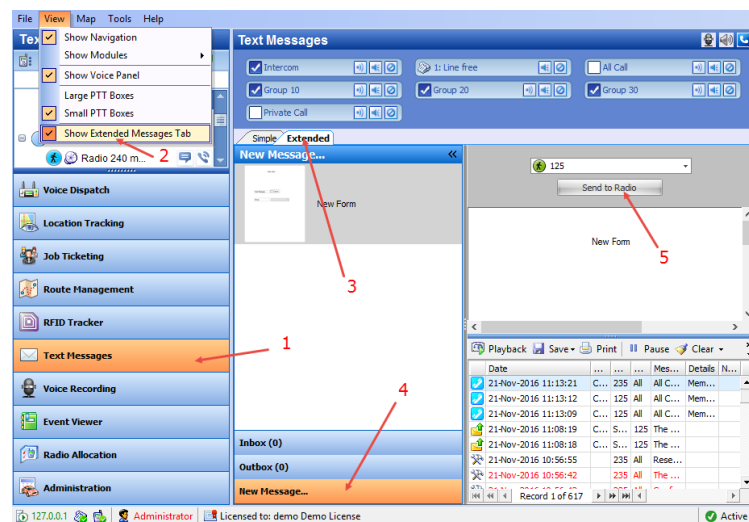 File View Map Tools Help
Show Navigation
Show Modules
Show Voice Panel
Large PTT Boxes
Small PTT Boxes
Show Extended Messages Tab
2
Radio 240 m...
Voice Dispatch
Location Tracking
Job Ticketing
Route Management
RFID Tracker
Text Messages
1
Voice Recording
Event Viewer
Radio Allocation
Administration
Text Messages
Intercom
1: Line free
All Call
Group 10
Group 20
Group 30
Private Call
Simple Extended
New Message...
New Form
3
4
Inbox (0)
Outbox (0)
New Message...
125
Send to Radio
New Form
5
Playback Save Print Pause Clear
Date ... ... ... Mes... Details N...
21-Nov-2016 11:13:21 C... 235 All All C... Mem...
21-Nov-2016 11:13:12 C... 125 All All C... Mem...
21-Nov-2016 11:13:09 C... 125 All All C... Mem...
21-Nov-2016 11:08:19 C... S... 125 The ...
21-Nov-2016 11:08:18 C... S... 125 The ...
21-Nov-2016 10:56:55 235 All Rese...
21-Nov-2016 10:56:42 235 All The ...
Record 1 of 617
127.0.0.1 Administrator Licensed to: demo Demo License Active